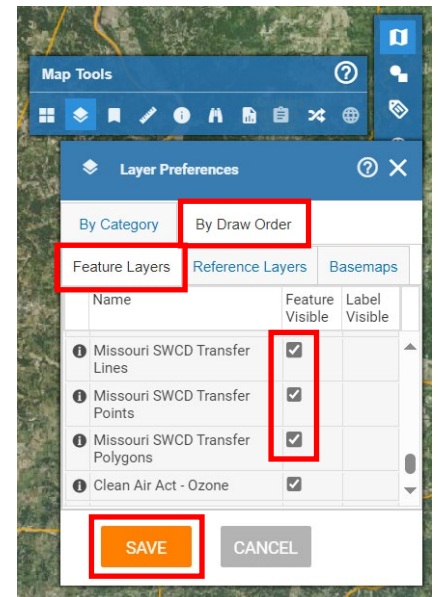 Map Tools
Layer Preferences
By Category
By Draw Order
Feature Layers
Reference Layers
Basemaps
Name
Feature Visible
Label Visible
Missouri SWCD Transfer
Lines
Missouri SWCD Transfer
Points
Missouri SWCD Transfer
Polygons
Clean Air Act - Ozone
SAVE
CANCEL